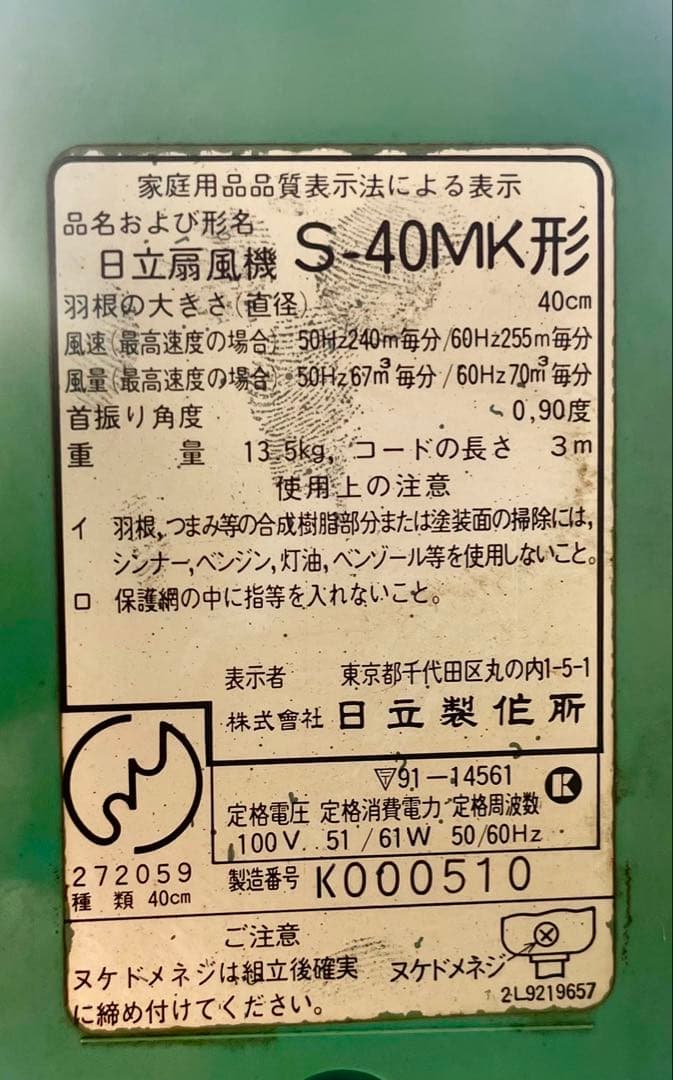 家庭用品品質表示法による表示
品名および形名
日立扇風機 S-40MK形
羽根の大きさ(直径) 40cm
風速(最高速度の場合) 50Hz240m毎分/60Hz255m毎分
風量(最高速度の場合) 50Hz67m³毎分/60Hz70m³毎分
首振り角度 0,90度
重量 13.5kg, コードの長さ 3m
使用上の注意
イ 羽根,つまみ等の合成樹脂部分または塗装面の掃除には,
シンナー,ベンジン,灯油,ベンゾール等を使用しないこと。
ロ 保護網の中に指等を入れないこと。
表示者 東京都千代田区丸の内1-5-1
株式會社 日立製作所
91-14561
定格電圧 定格消費電力 定格周波数
100V 51/61W 50/60Hz
272059
種類 40cm
製造番号 K000510
ご注意
ヌケドメネジは組立後確実
に締め付けてください。
ヌケドメネジ
2-L9219657